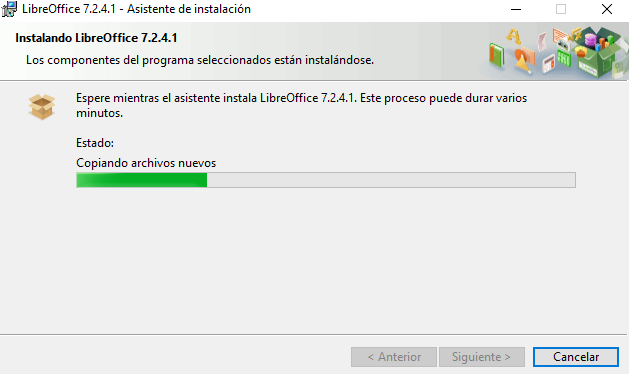 LibreOffice 7.2.4.1 - Asistente de instalación
Instalando LibreOffice 7.2.4.1
Los componentes del programa seleccionados están instalándose.
Espere mientras el asistente instala LibreOffice 7.2.4.1. Este proceso puede durar varios
minutos.
Estado:
Copiando archivos nuevos
< Anterior
Siguiente >
Cancelar